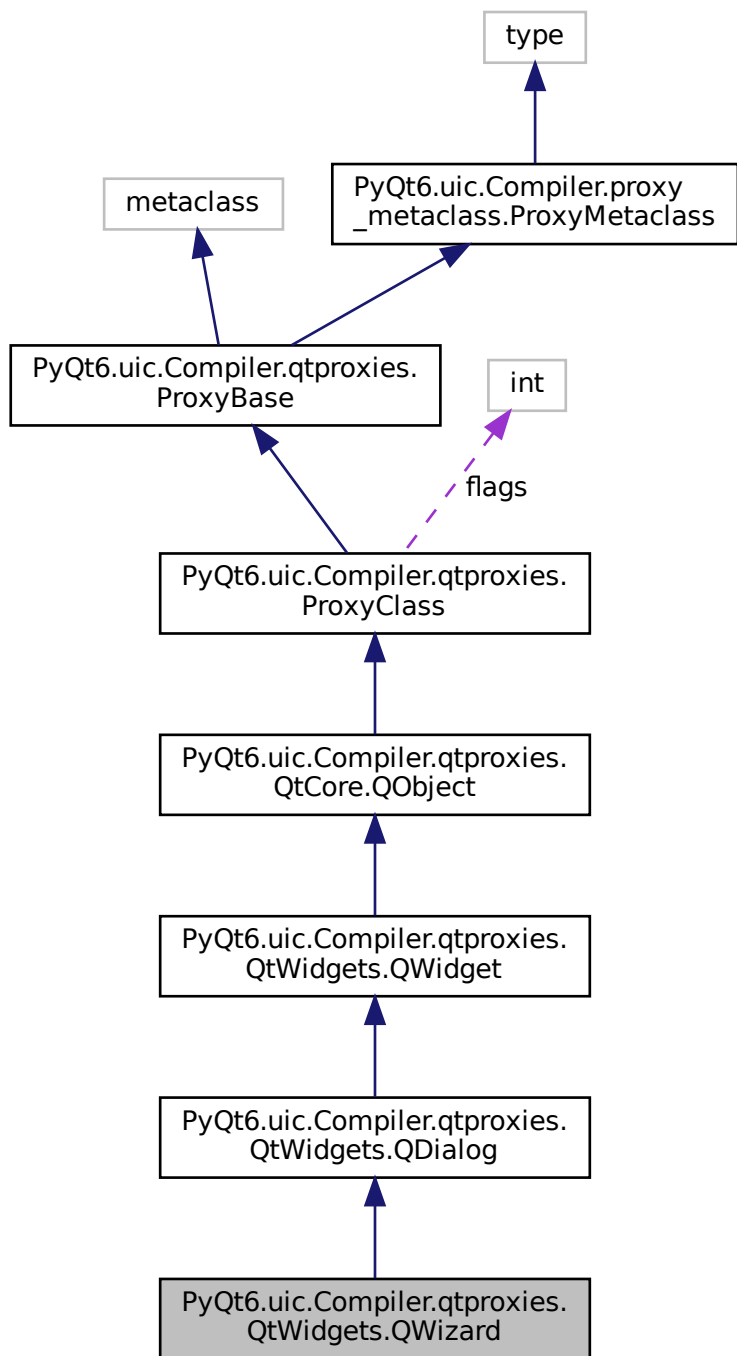 type
PyQt6.uic.Compiler.proxy
_metaclass.ProxyMetaclass
metaclass
PyQt6.uic.Compiler.qtproxies.
ProxyBase
int
flags
PyQt6.uic.Compiler.qtproxies.
ProxyClass
PyQt6.uic.Compiler.qtproxies.
QtCore.QObject
PyQt6.uic.Compiler.qtproxies.
QtWidgets.QWidget
PyQt6.uic.Compiler.qtproxies.
QtWidgets.QDialog
PyQt6.uic.Compiler.qtproxies.
QtWidgets.QWizard